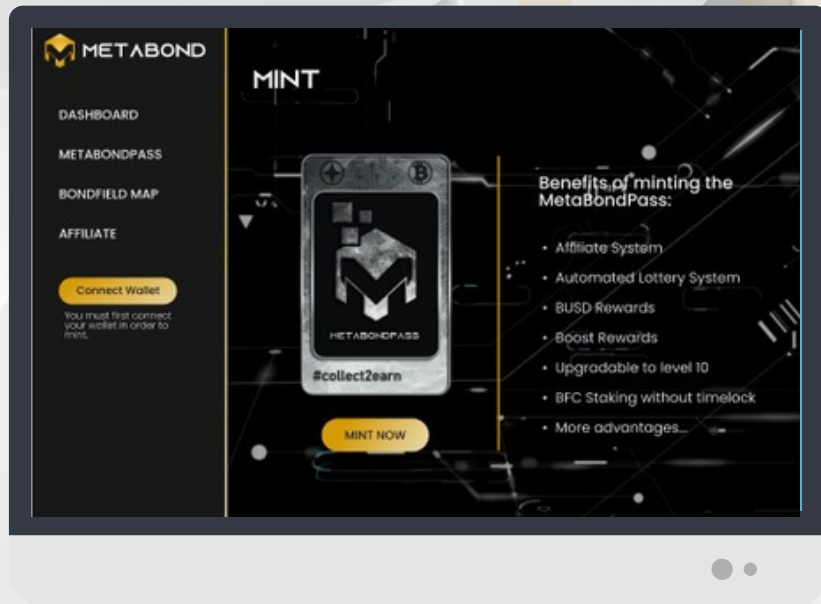 METABOND
DASHBOARD
METABONDPASS
BONDFIELD MAP
AFFILIATE
Connect Wallet
You must first connect
your wallet in order to
mint.
MINT
METABONDPASS
#collect2earn
MINT NOW
Benefits of minting the
MetaBondPass:
• Affiliate System
• Automated Lottery System
• BUSD Rewards
• Boost Rewards
• Upgradable to level 10
• BFC Staking without timelock
• More advantages...